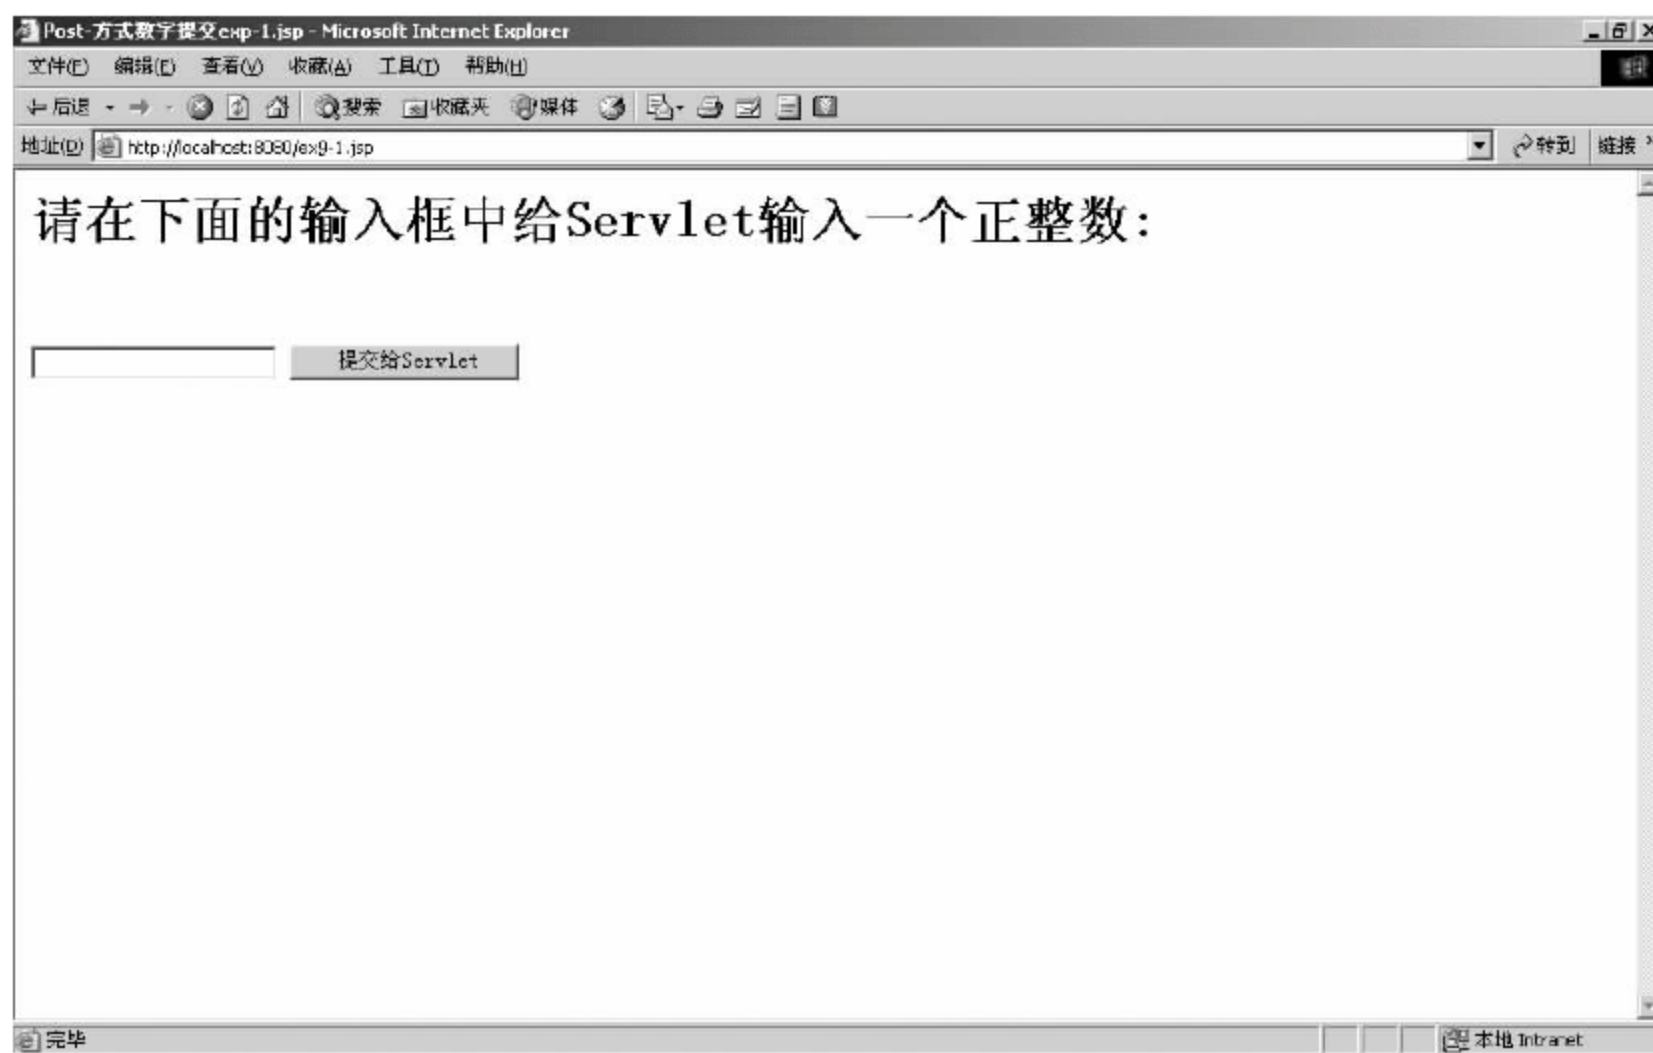 Post-方式数字提交exp-1.jsp - Microsoft Internet Explorer
文件(F) 编辑(E) 查看(V) 收藏(A) 工具(T) 帮助(H)
后退 搜索 收藏夹 媒体
地址(D) http://localhost:8080/ex9-1.jsp 转到 链接 »
请在下面的输入框中给Servlet输入一个正整数:
提交给Servlet
完毕 本地 Intranet